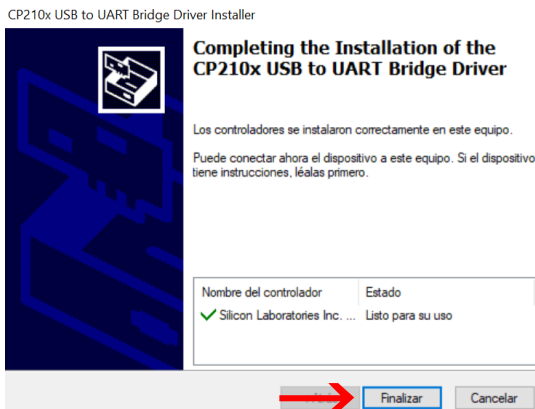 CP210x USB to UART Bridge Driver Installer
Completing the Installation of the
CP210x USB to UART Bridge Driver
Los controladores se instalaron correctamente en este equipo.
Puede conectar ahora el dispositivo a este equipo. Si el dispositivo
tiene instrucciones, léalas primero.
Nombre del controlador Estado
Silicon Laboratories Inc. ... Listo para su uso
Finalizar Cancelar